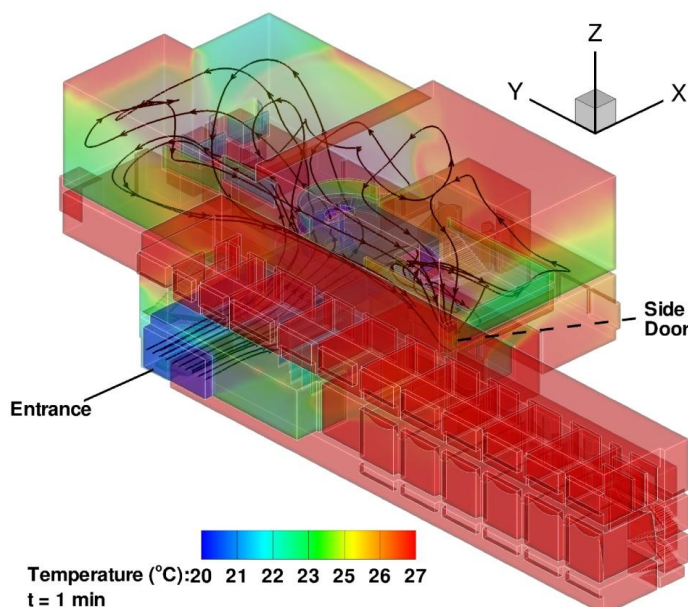 Z
Y
X
Side
Door
Entrance
Temperature (°C): 20 21 22 23 25 26 27
t = 1 min